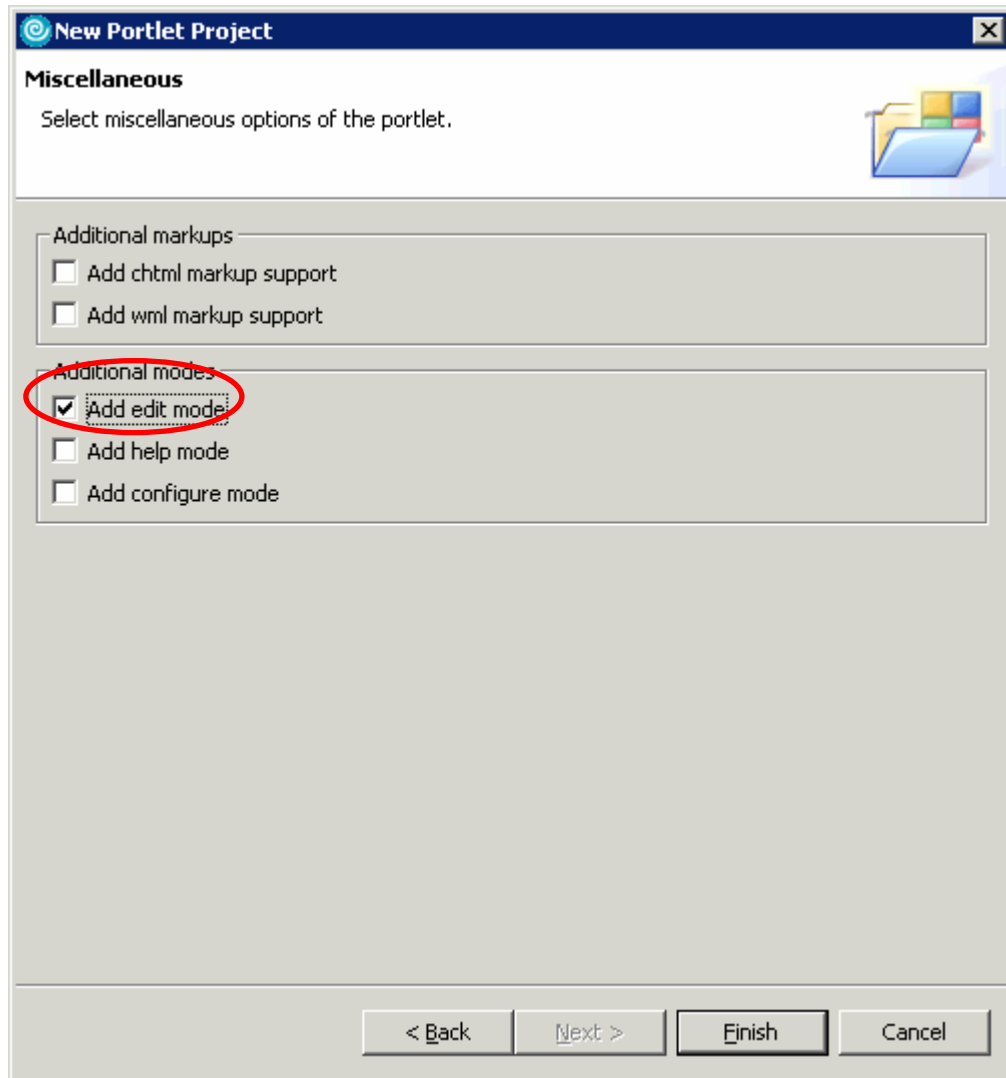 New Portlet Project
Miscellaneous
Select miscellaneous options of the portlet.
Additional markups
Add chtml markup support
Add wml markup support
Additional modes
Add edit mode
Add help mode
Add configure mode
< Back Next > Finish Cancel